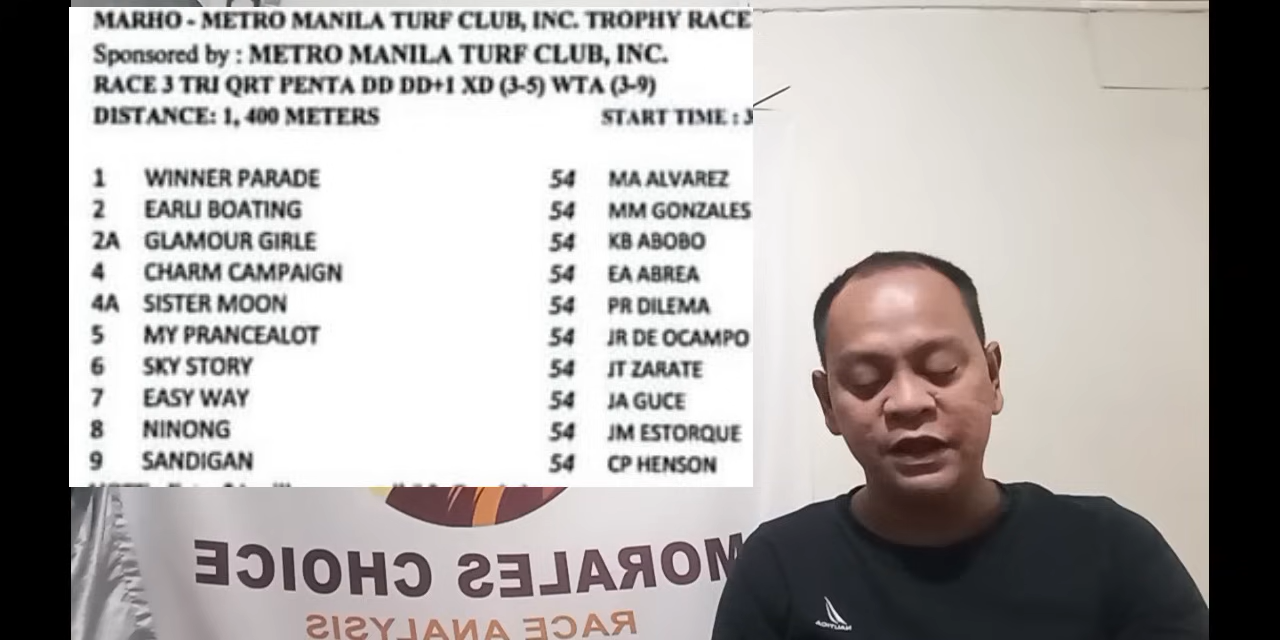 MARHO - METRO MANILA TURF CLUB, INC. TROPHY RACE
Sponsored by : METRO MANILA TURF CLUB, INC.
RACE 3 TRI QRT PENTA DD DD+1 XD (3-5) WTA (3-9)
DISTANCE: 1, 400 METERS START TIME : 3
1 WINNER PARADE 54 MA ALVAREZ
2 EARLI BOATING 54 MM GONZALES
2A GLAMOUR GIRLE 54 KB ABOBO
4 CHARM CAMPAIGN 54 EA ABREA
4A SISTER MOON 54 PR DILEMA
5 MY PRANCEALOT 54 JR DE OCAMPO
6 SKY STORY 54 JT ZARATE
7 EASY WAY 54 JA GUCE
8 NINONG 54 JM ESTORQUE
9 SANDIGAN 54 CP HENSON
MORALES CHOICE
RACE ANALYSIS
NAUTICA